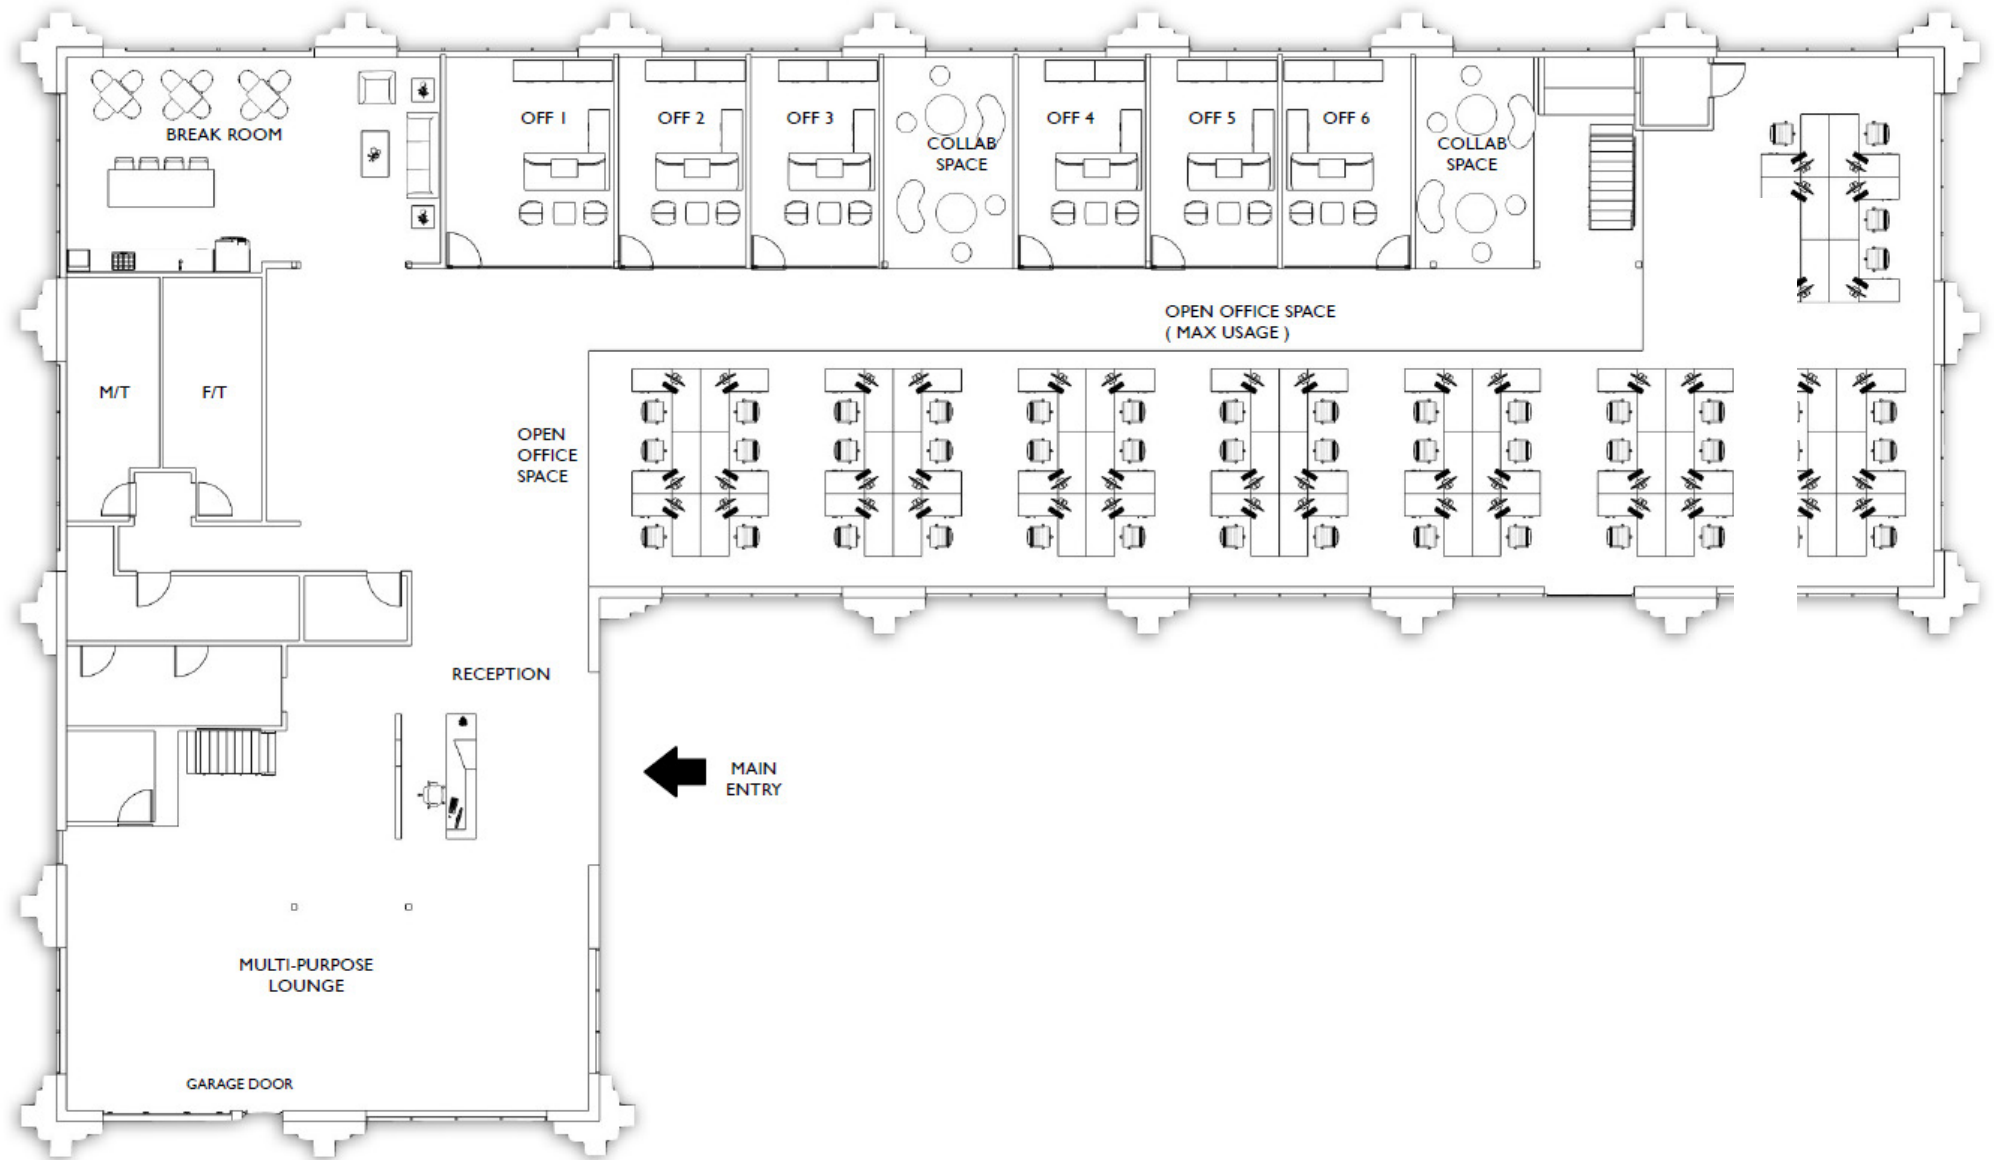 BREAK ROOM
OFF 1
OFF 2
OFF 3
COLLAB
SPACE
OFF 4
OFF 5
OFF 6
COLLAB
SPACE
OPEN OFFICE SPACE
( MAX USAGE )
M/T
F/T
OPEN
OFFICE
SPACE
RECEPTION
MAIN
ENTRY
MULTI-PURPOSE
LOUNGE
GARAGE DOOR